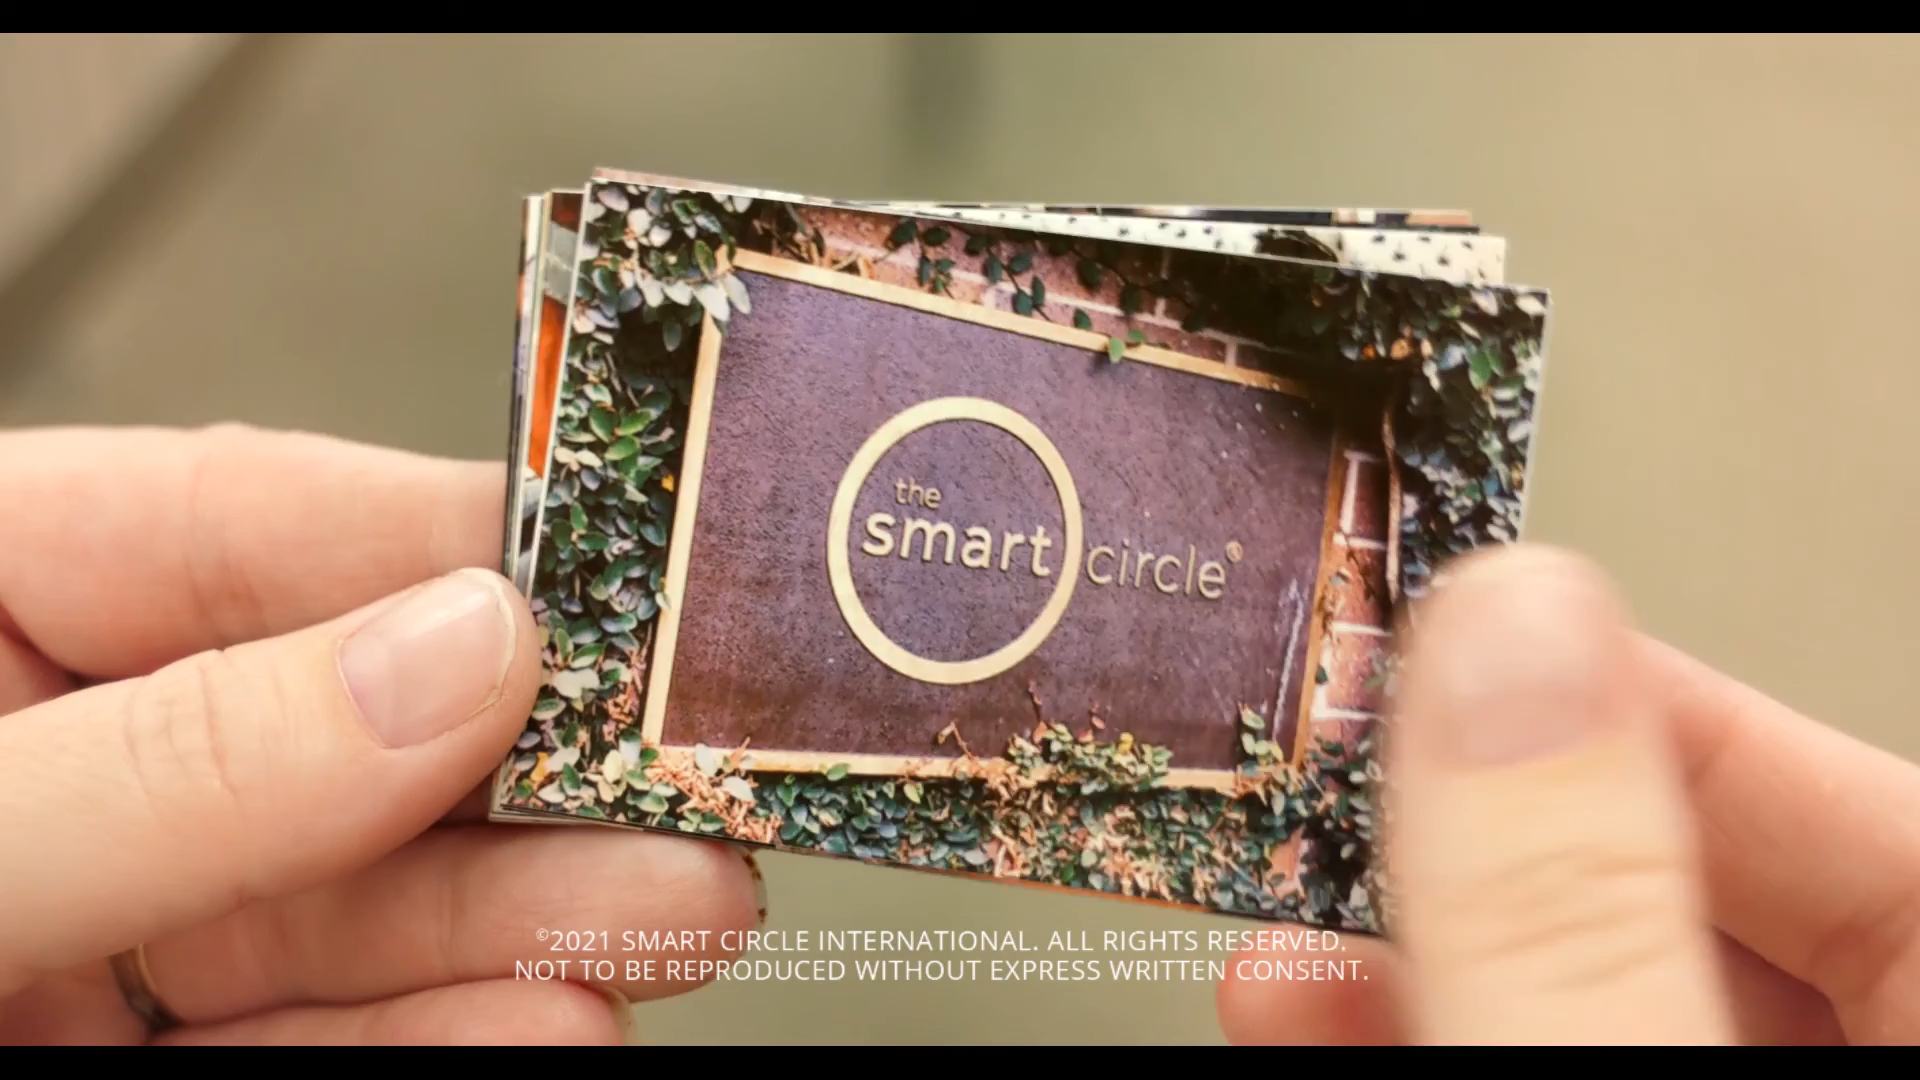 the
smart circle®
©2021 SMART CIRCLE INTERNATIONAL. ALL RIGHTS RESERVED.
NOT TO BE REPRODUCED WITHOUT EXPRESS WRITTEN CONSENT.